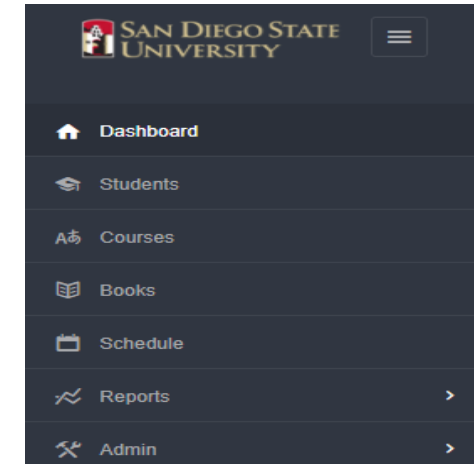 SAN DIEGO STATE
UNIVERSITY
Dashboard
Students
Aあ Courses
Books
Schedule
Reports
Admin